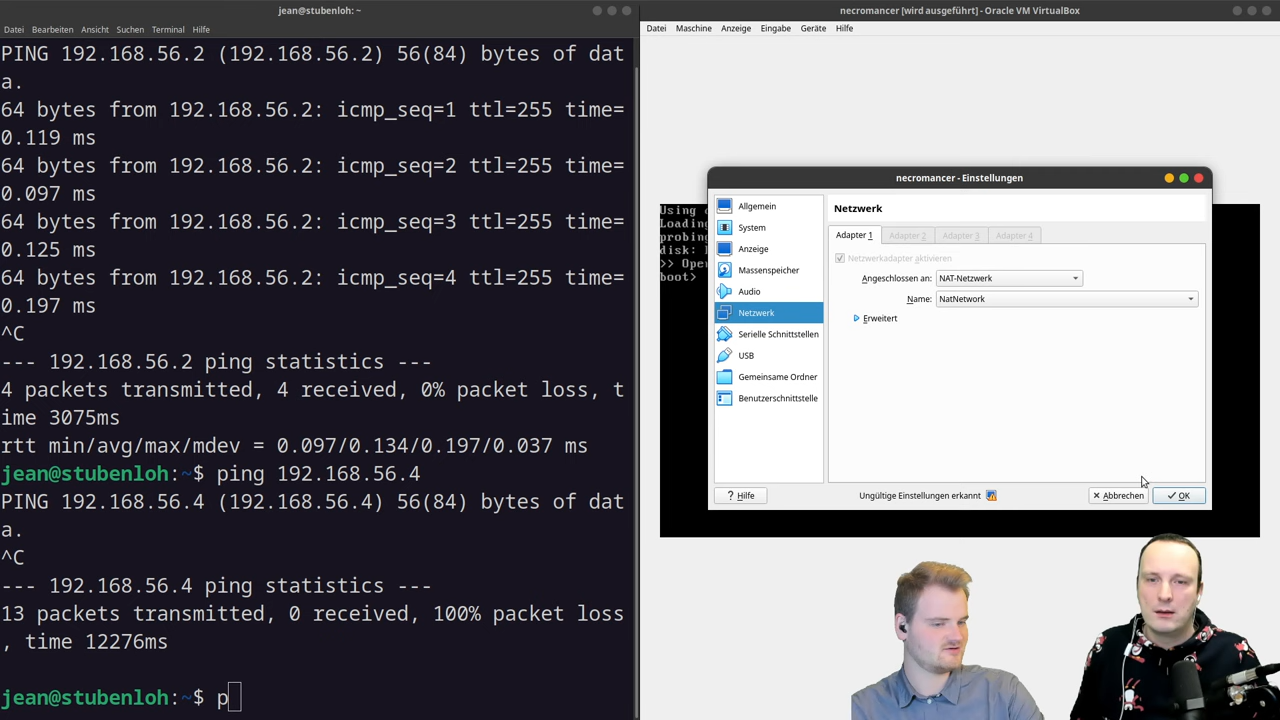 jean@stubenloh: ~
Datei Bearbeiten Ansicht Suchen Terminal Hilfe
PING 192.168.56.2 (192.168.56.2) 56(84) bytes of dat
a.
64 bytes from 192.168.56.2: icmp_seq=1 ttl=255 time=
0.119 ms
64 bytes from 192.168.56.2: icmp_seq=2 ttl=255 time=
0.097 ms
64 bytes from 192.168.56.2: icmp_seq=3 ttl=255 time=
0.125 ms
64 bytes from 192.168.56.2: icmp_seq=4 ttl=255 time=
0.197 ms
^C
--- 192.168.56.2 ping statistics ---
4 packets transmitted, 4 received, 0% packet loss, t
ime 3075ms
rtt min/avg/max/mdev = 0.097/0.134/0.197/0.037 ms
jean@stubenloh:~$ ping 192.168.56.4
PING 192.168.56.4 (192.168.56.4) 56(84) bytes of dat
a.
^C
--- 192.168.56.4 ping statistics ---
13 packets transmitted, 0 received, 100% packet loss
, time 12276ms
jean@stubenloh:~$ p
necromancer [wird ausgeführt] - Oracle VM VirtualBox
Datei Maschine Anzeige Eingabe Geräte Hilfe
Using
Loading
probing
disk:
>> Ope
boot>
necromancer - Einstellungen
Allgemein
System
Anzeige
Massenspeicher
Audio
Netzwerk
Serielle Schnittstellen
USB
Gemeinsame Ordner
Benutzerschnittstelle
Netzwerk
Adapter 1 Adapter 2 Adapter 3 Adapter 4
Netzwerkadapter aktivieren
Angeschlossen an: NAT-Netzwerk
Name: NatNetwork
Erweitert
? Hilfe
Ungültige Einstellungen erkannt
Abbrechen
OK